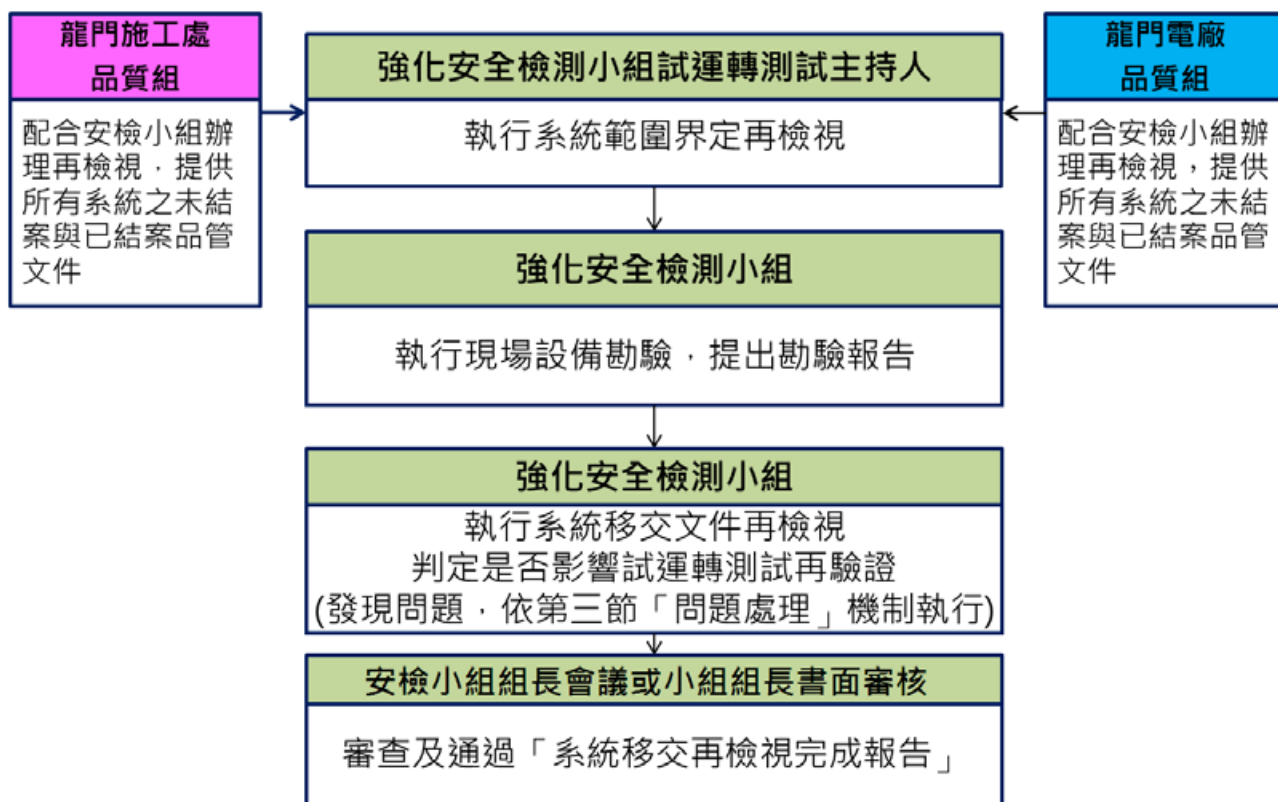 龍門施工處
品質組
配合安檢小組辦
理再檢視，提供
所有系統之未結
案與已結案品管
文件
強化安全檢測小組試運轉測試主持人
執行系統範圍界定再檢視
龍門電廠
品質組
配合安檢小組辦
理再檢視，提供
所有系統之未結
案與已結案品管
文件
強化安全檢測小組
執行現場設備勘驗，提出勘驗報告
強化安全檢測小組
執行系統移交文件再檢視
判定是否影響試運轉測試再驗證
(發現問題，依第三節「問題處理」機制執行)
安檢小組組長會議或小組組長書面審核
審查及通過「系統移交再檢視完成報告」